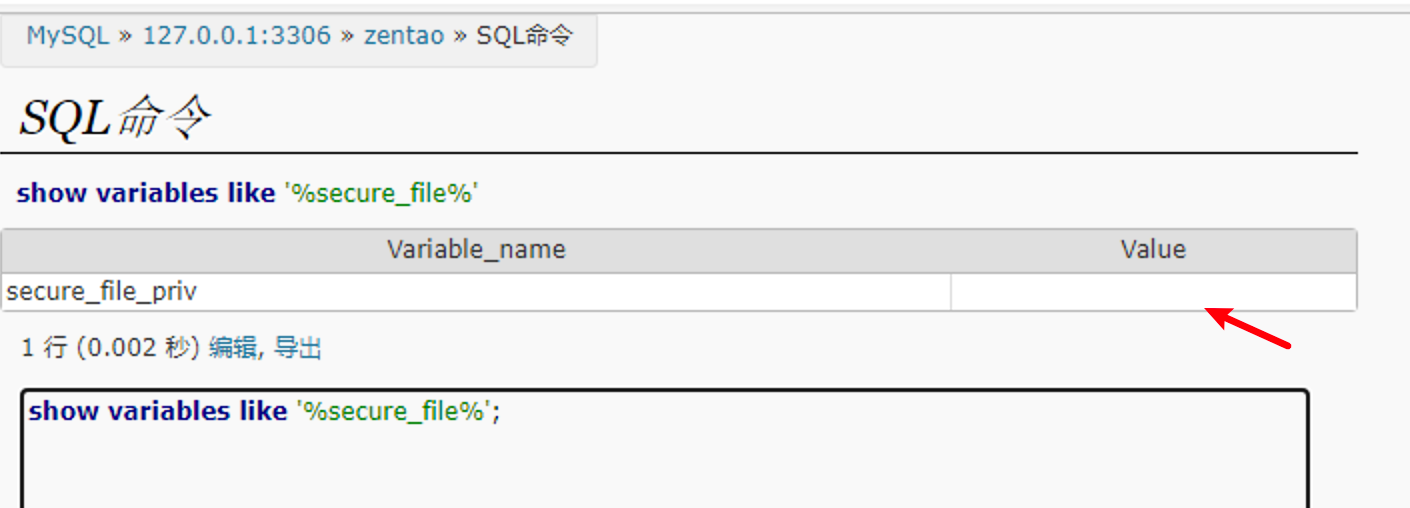 MySQL » 127.0.0.1:3306 » zentao » SQL命令
SQL命令
show variables like '%secure_file%'
Variable_name Value
secure_file_priv
1 行 (0.002 秒) 编辑, 导出
show variables like '%secure_file%';